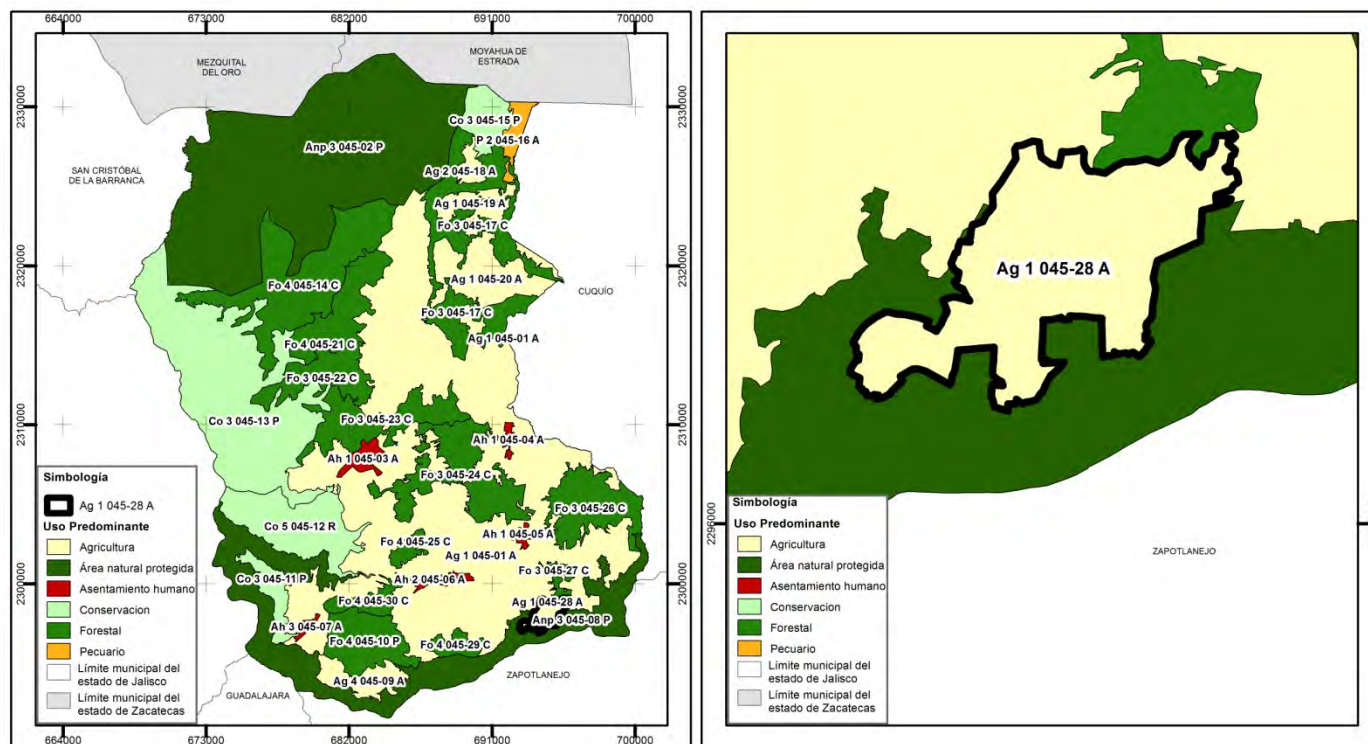 664000 673000 682000 691000 700000
MEZQUITAL
DEL ORO
MOYAHUA DE
ESTRADA
2330000
2330000
Co 3 045-15 P
P 2 045-16 A
Anp 3 045-02 P
SAN CRISTÓBAL
DE LA BARRANCA
Ag 2 045-18 A
Ag 1 045-19 A
Fo 3 045-17 C
2320000
2320000
Ag 1 045-20 A
Fo 4 045-14 C
CUQUÍO
Fo 3 045-17 C
Ag 1 045-01 A
Fo 4 045-21 C
Fo 3 045-22 C
Co 3 045-13 P
Fo 3 045-23 C
2310000
2310000
Ah 1 045-04 A
Ah 1 045-03 A
Fo 3 045-24 C
Fo 3 045-26 C
Co 5 045-12 R
Ah 1 045-05 A
Fo 4 045-25 C
Ag 1 045-01 A
Fo 3 045-27 C
Co 3 045-11 P
Ah 2 045-06 A
2300000
2300000
Fo 4 045-30 C
Ag 1 045-28 A
Anp 3 045-08 P
Ah 3 045-07 A
Fo 4 045-10 P
Fo 4 045-29 C
Ag 4 045-09 A
ZAPOTLANEJO
GUADALAJARA
Simbología
Ag 1 045-28 A
Uso Predominante
Agricultura
Área natural protegida
Asentamiento humano
Conservacion
Forestal
Pecuario
Límite municipal del
estado de Jalisco
Límite municipal del
estado de Zacatecas
664000 673000 682000 691000 700000
Ag 1 045-28 A
2296000
2296000
ZAPOTLANEJO
Simbología
Uso Predominante
Agricultura
Área natural protegida
Asentamiento humano
Conservacion
Forestal
Pecuario
Límite municipal del
estado de Jalisco
Límite municipal del
estado de Zacatecas